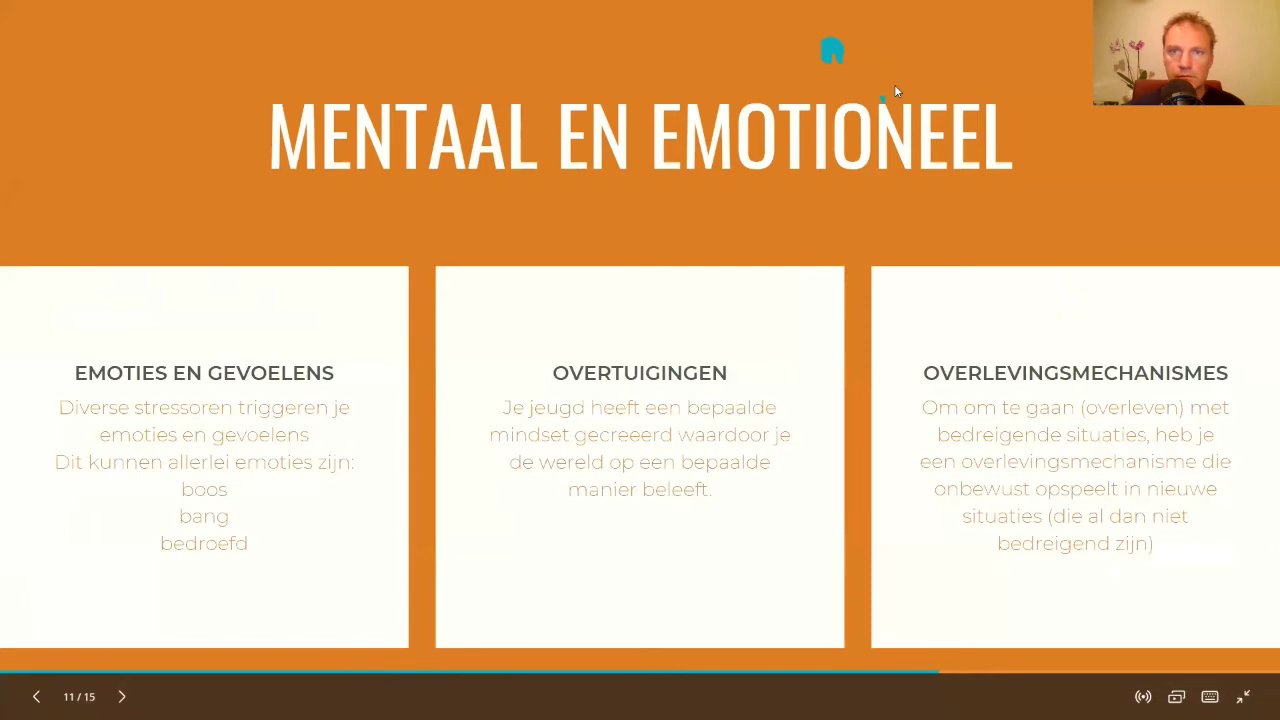 MENTAAL EN EMOTIONEEL
EMOTIES EN GEVOELENS
Diverse stressoren triggeren je
emoties en gevoelens
Dit kunnen allerlei emoties zijn:
boos
bang
bedroefd
OVERTUIGINGEN
Je jeugd heeft een bepaalde
mindset gecreeerd waardoor je
de wereld op een bepaalde
manier beleeft.
OVERLEVINGSMECHANISMES
Om om te gaan (overleven) met
bedreigende situaties, heb je
een overlevingsmechanisme die
onbewust opspeelt in nieuwe
situaties (die al dan niet
bedreigend zijn)
11 / 15